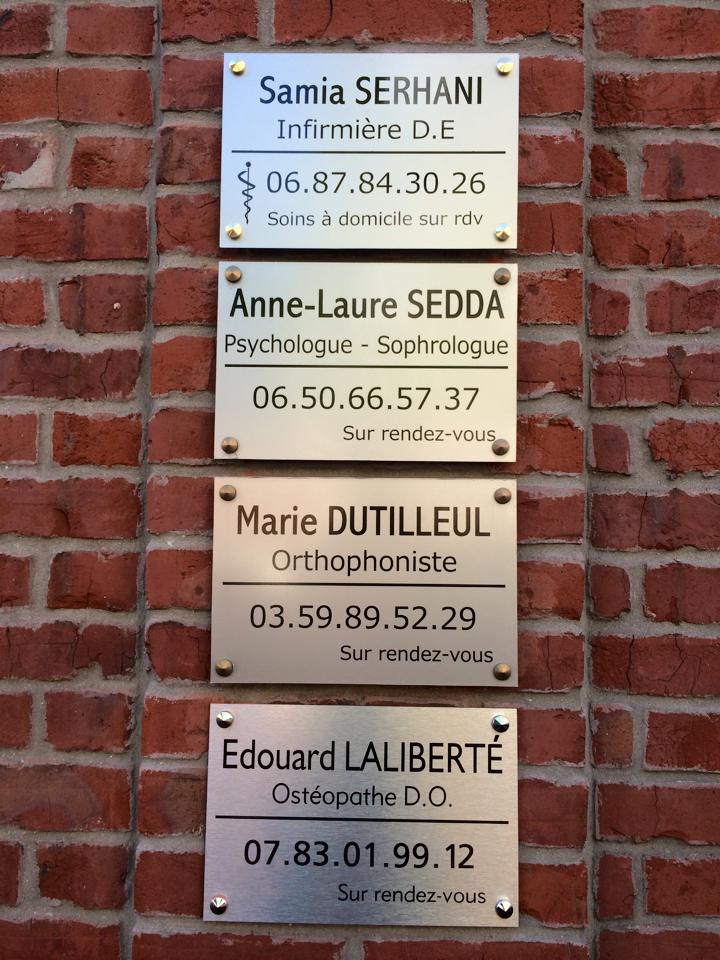 Samia SERHANI
Infirmière D.E
06.87.84.30.26
Soins à domicile sur rdv
Anne-Laure SEDDA
Psychologue - Sophrologue
06.50.66.57.37
Sur rendez-vous
Marie DUTILLEUL
Orthophoniste
03.59.89.52.29
Sur rendez-vous
Edouard LALIBERTÉ
Ostéopathe D.O.
07.83.01.99.12
Sur rendez-vous